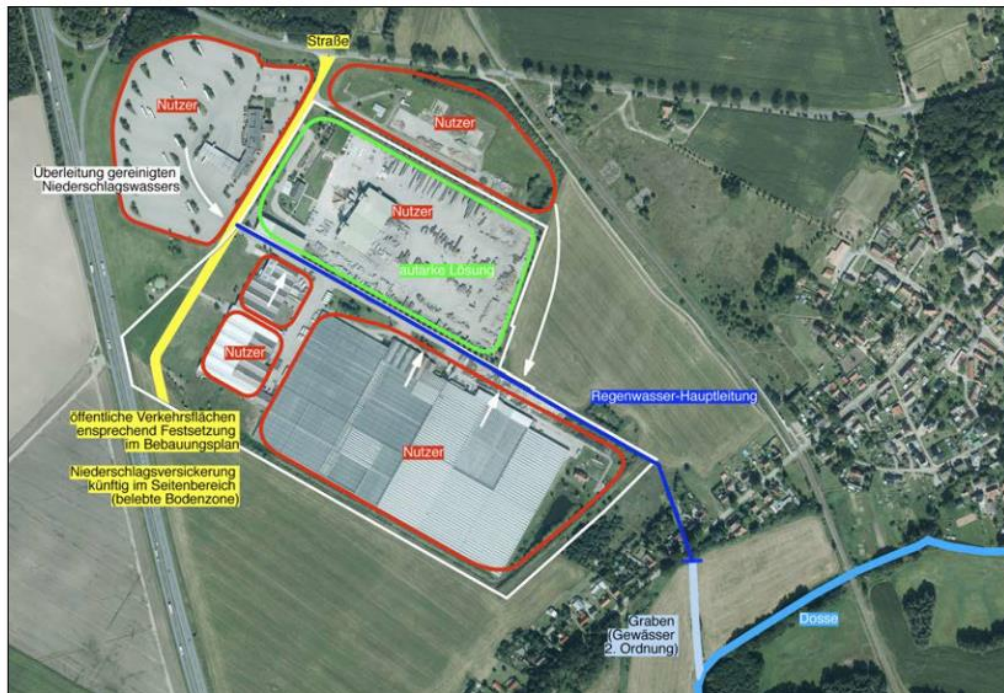 Straße
Nutzer
Nutzer
Überleitung gereinigten
Niederschlagswassers
Nutzer
autarke Lösung
Nutzer
Regenwasser-Hauptleitung
öffentliche Verkehrsflächen
ensprechend Festsetzung
im Bebauungsplan
Nutzer
Niederschlagsversickerung
künftig im Seitenbereich
(belebte Bodenzone)
Graben
(Gewässer
2. Ordnung)
Dosse